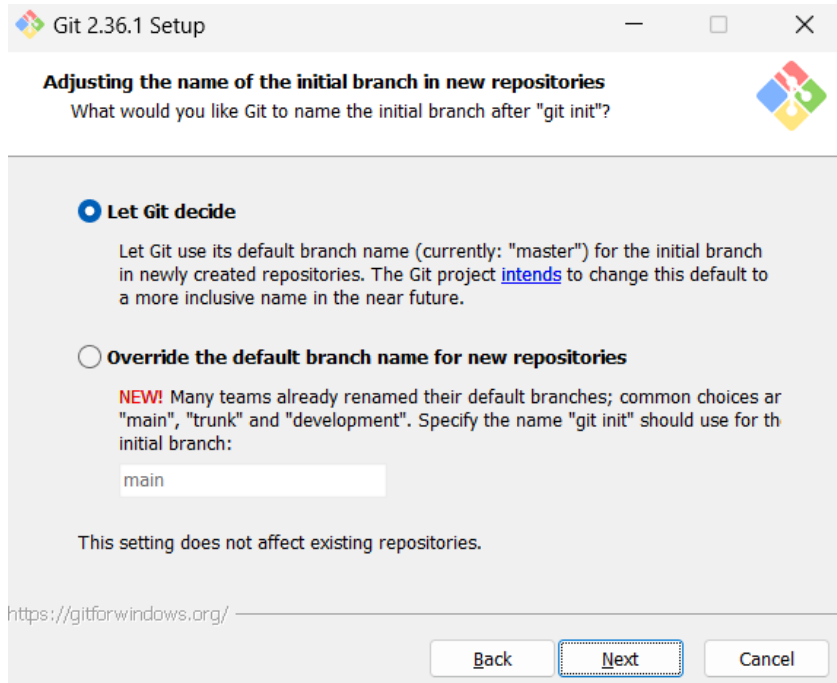 Git 2.36.1 Setup
Adjusting the name of the initial branch in new repositories
What would you like Git to name the initial branch after "git init"?
Let Git decide
Let Git use its default branch name (currently: "master") for the initial branch
in newly created repositories. The Git project intends to change this default to
a more inclusive name in the near future.
Override the default branch name for new repositories
NEW! Many teams already renamed their default branches; common choices ar
"main", "trunk" and "development". Specify the name "git init" should use for th
initial branch:
main
This setting does not affect existing repositories.
https://gitforwindows.org/
Back Next Cancel